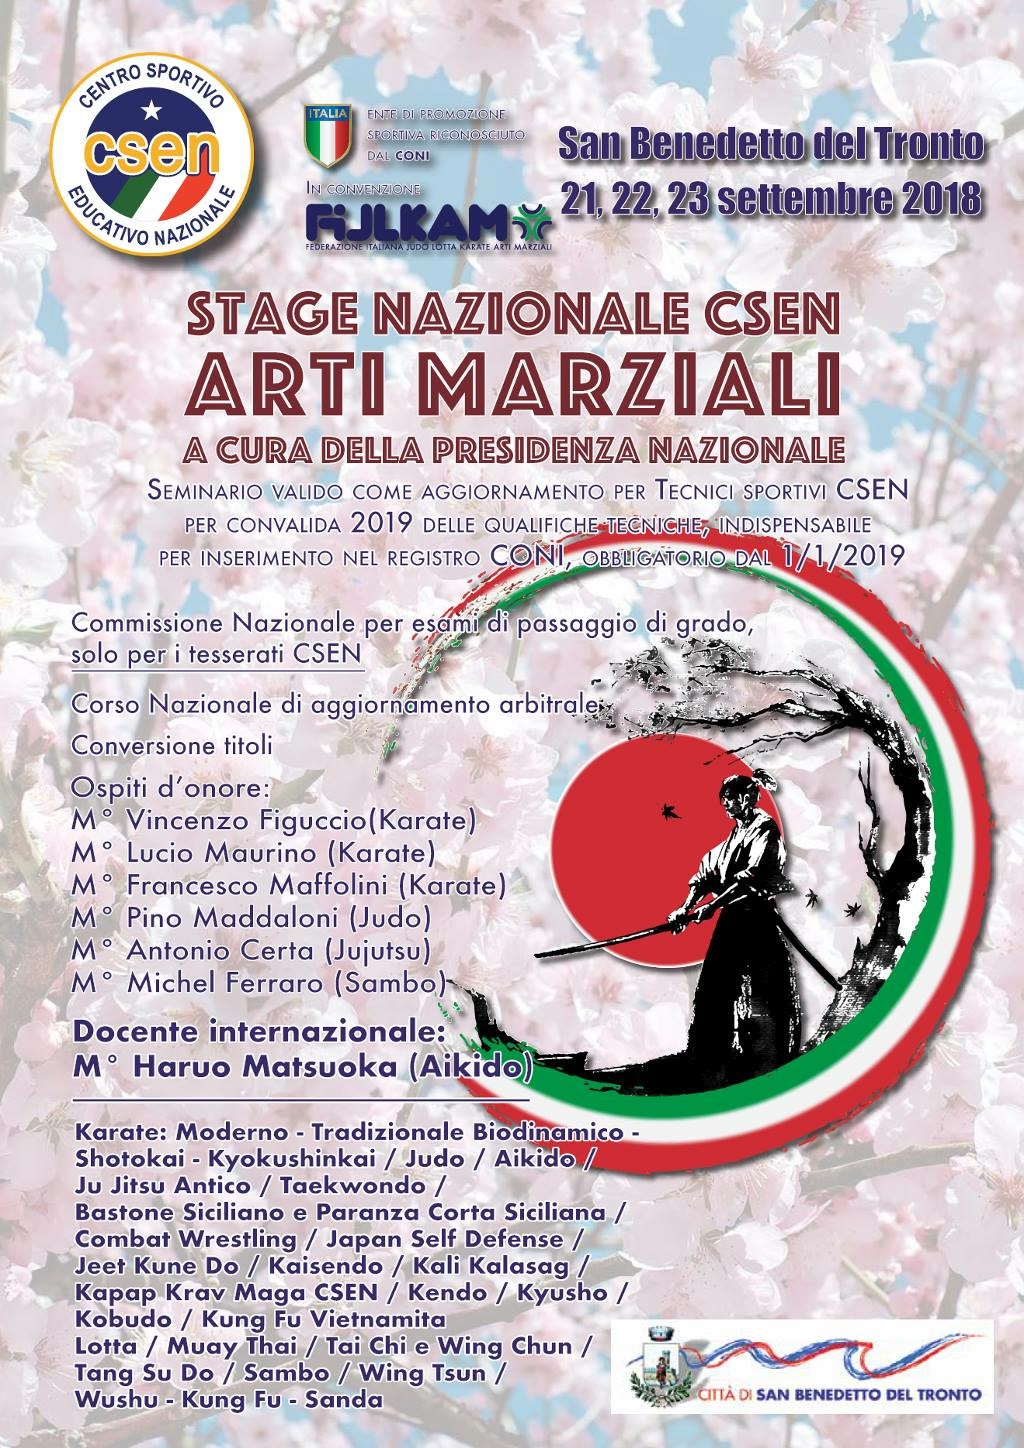 CENTRO SPORTIVO
csen
EDUCATIVO NAZIONALE
ITALIA
ENTE DI PROMOZIONE
SPORTIVA RICONOSCIUTO
DAL CONI
IN CONVENZIONE
FIJLKAM
FEDERAZIONE ITALIANA JUDO LOTTA KARATE ARTI MARZIALI
San Benedetto del Tronto
21, 22, 23 settembre 2018
STAGE NAZIONALE CSEN
ARTI MARZIALI
A CURA DELLA PRESIDENZA NAZIONALE
SEMINARIO VALIDO COME AGGIORNAMENTO PER TECNICI SPORTIVI CSEN
PER CONVALIDA 2019 DELLE QUALIFICHE TECNICHE, INDISPENSABILE
PER INSERIMENTO NEL REGISTRO CONI, OBBLIGATORIO DAL 1/1/2019
Commissione Nazionale per esami di passaggio di grado,
solo per i tesserati CSEN
Corso Nazionale di aggiornamento arbitrale
Conversione titoli
Ospiti d'onore:
M° Vincenzo Figuccio(Karate)
M° Lucio Maurino (Karate)
M° Francesco Maffolini (Karate)
M° Pino Maddaloni (Judo)
M° Antonio Certa (Jujutsu)
M° Michel Ferraro (Sambo)
Docente internazionale:
M° Haruo Matsuoka (Aikido)
Karate: Moderno - Tradizionale Biodinamico -
Shotokai - Kyokushinkai / Judo / Aikido /
Ju Jitsu Antico / Taekwondo /
Bastone Siciliano e Paranza Corta Siciliana /
Combat Wrestling / Japan Self Defense /
Jeet Kune Do / Kaisendo / Kali Kalasag /
Kapap Krav Maga CSEN / Kendo / Kyusho /
Kobudo / Kung Fu Vietnamita
Lotta / Muay Thai / Tai Chi e Wing Chun /
Tang Su Do / Sambo / Wing Tsun /
Wushu - Kung Fu - Sanda
CITTÀ DI SAN BENEDETTO DEL TRONTO